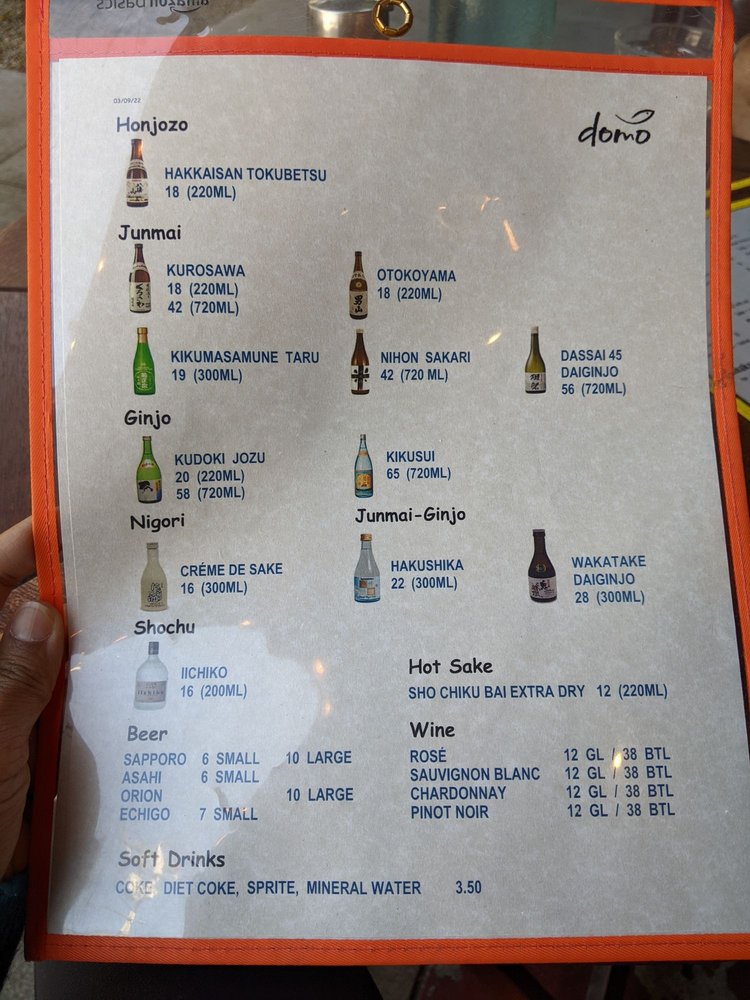 amazon basics
03/09/22
domo
Honjozo
HAKKAISAN TOKUBETSU
18 (220ML)
Junmai
KUROSAWA
18 (220ML)
42 (720ML)
OTOKOYAMA
18 (220ML)
KIKUMASAMUNE TARU
19 (300ML)
NIHON SAKARI
42 (720 ML)
DASSAI 45
DAIGINJO
56 (720ML)
Ginjo
KUDOKI JOZU
20 (220ML)
58 (720ML)
KIKUSUI
65 (720ML)
Nigori
CRÉME DE SAKE
16 (300ML)
Junmai-Ginjo
HAKUSHIKA
22 (300ML)
WAKATAKE
DAIGINJO
28 (300ML)
Shochu
iichiko
IICHIKO
16 (200ML)
Hot Sake
SHO CHIKU BAI EXTRA DRY 12 (220ML)
Beer
SAPPORO 6 SMALL 10 LARGE
ASAHI 6 SMALL
ORION 10 LARGE
ECHIGO 7 SMALL
Wine
ROSÉ 12 GL / 38 BTL
SAUVIGNON BLANC 12 GL / 38 BTL
CHARDONNAY 12 GL / 38 BTL
PINOT NOIR 12 GL / 38 BTL
Soft Drinks
COKE, DIET COKE, SPRITE, MINERAL WATER 3.50